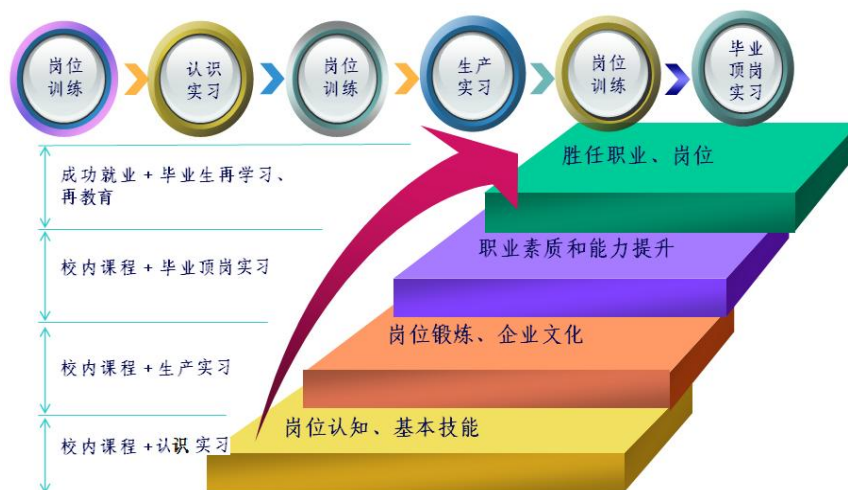 岗位
训练
认识
实习
岗位
训练
生产
实习
岗位
训练
毕业
顶岗
实习
成功就业+毕业生再学习、
再教育
胜任职业、岗位
校内课程+毕业顶岗实习
职业素质和能力提升
校内课程+生产实习
岗位锻炼、企业文化
校内课程+认识实习
岗位认知、基本技能